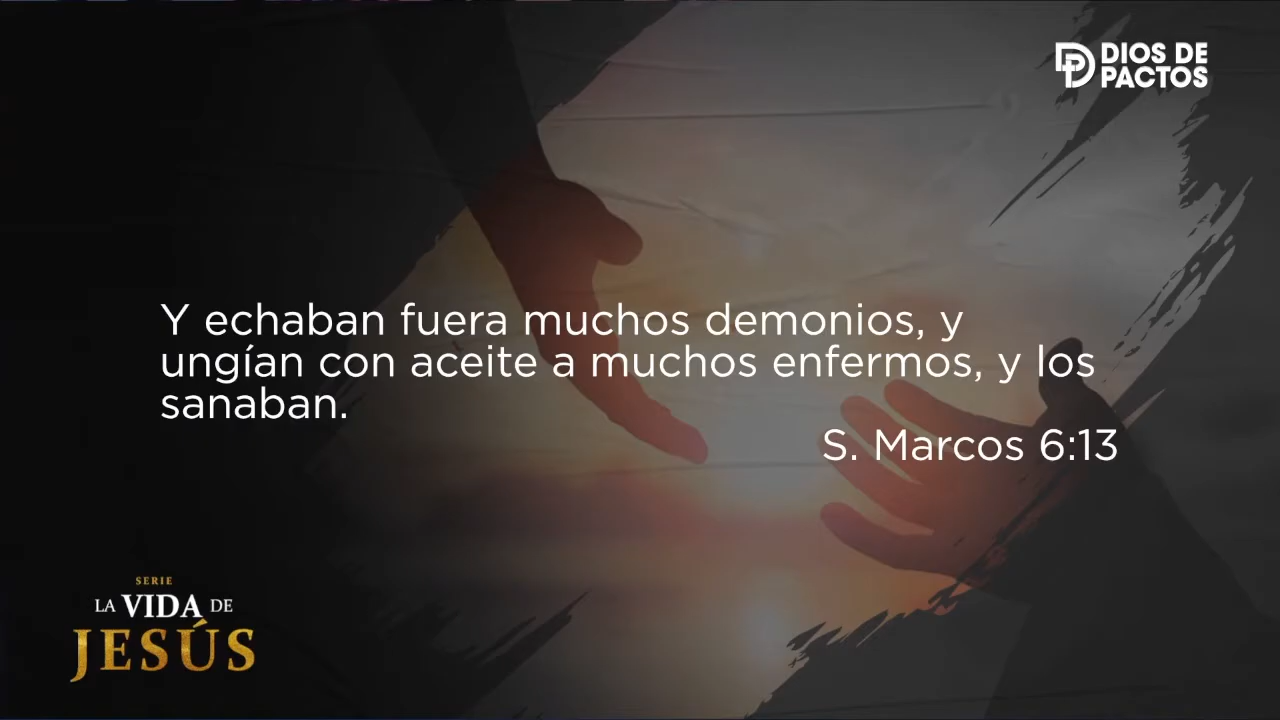 DIOS DE
PACTOS
Y echaban fuera muchos demonios, y
ungían con aceite a muchos enfermos, y los
sanaban.
S. Marcos 6:13
SERIE
LA VIDA DE
JESÚS